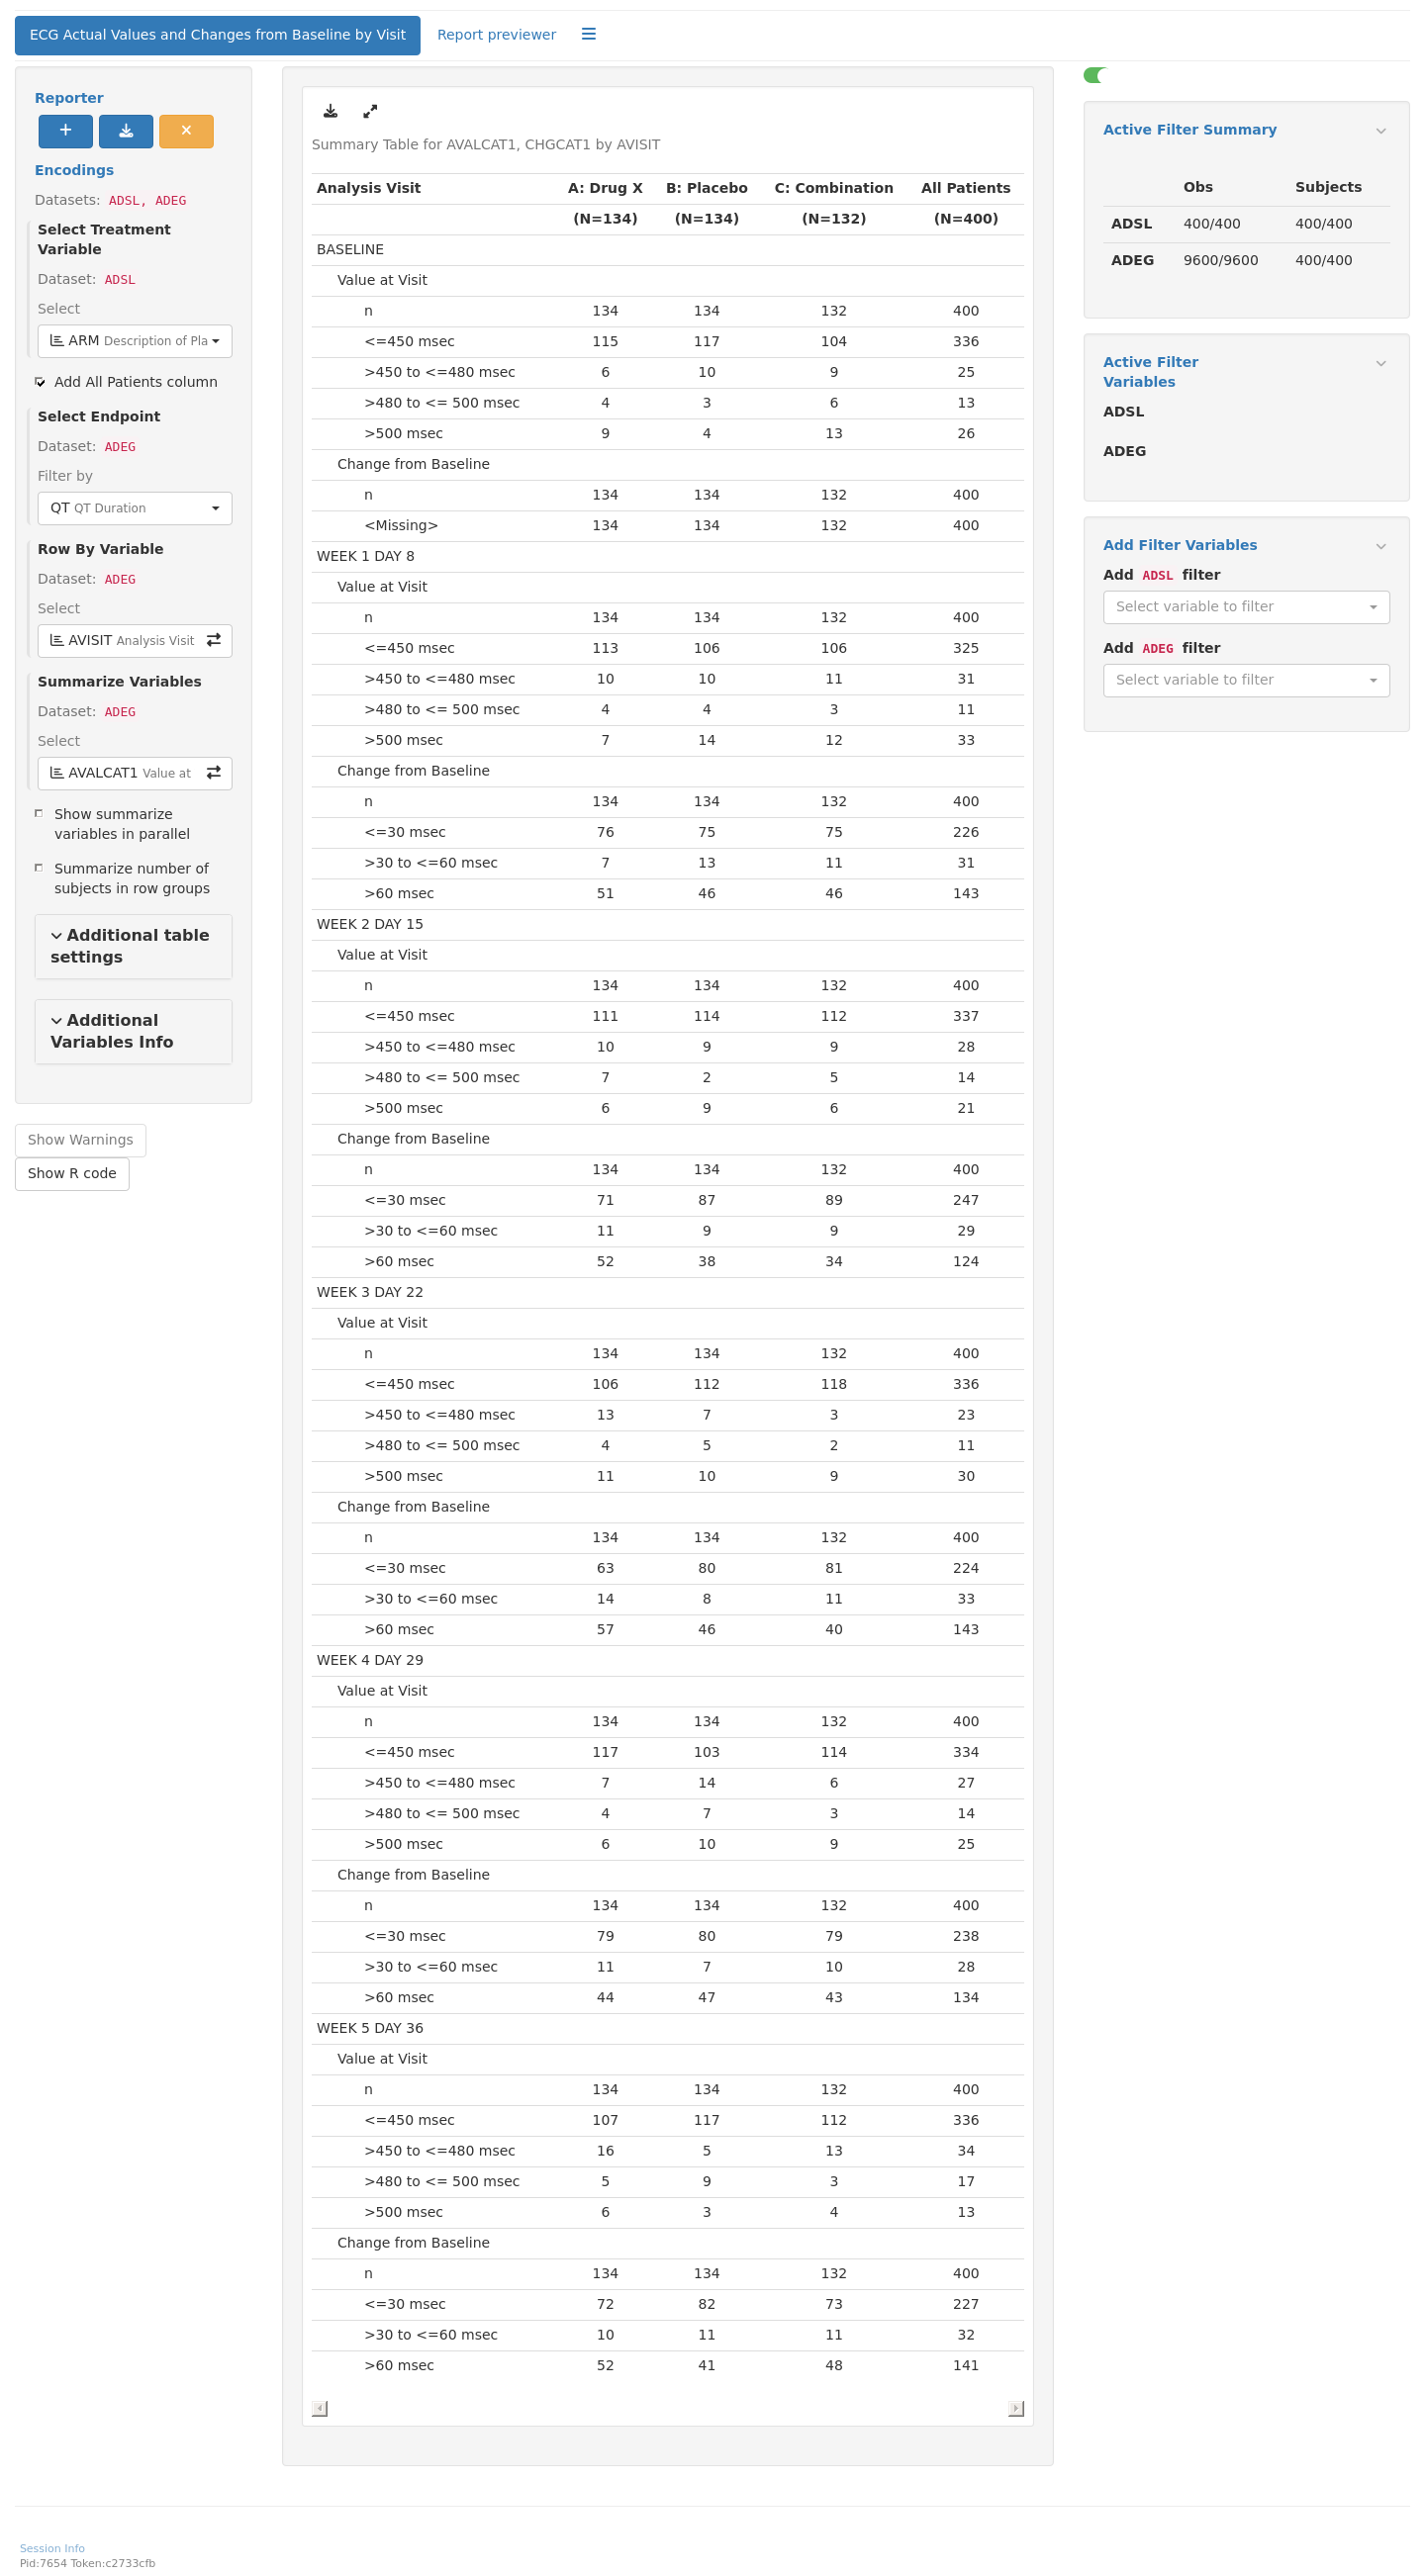 ECG Actual Values and Changes from Baseline by Visit
Report previewer
Reporter
Encodings
Datasets: ADSL, ADEG
Select Treatment
Variable
Dataset: ADSL
Select
ARM Description of Pla
Add All Patients column
Select Endpoint
Dataset: ADEG
Filter by
QT QT Duration
Row By Variable
Dataset: ADEG
Select
AVISIT Analysis Visit
Summarize Variables
Dataset: ADEG
Select
AVALCAT1 Value at
Show summarize
variables in parallel
Summarize number of
subjects in row groups
Additional table
settings
Additional
Variables Info
Show Warnings
Show R code
Summary Table for AVALCAT1, CHGCAT1 by AVISIT
Analysis Visit A: Drug X B: Placebo C: Combination All Patients
(N=134) (N=134) (N=132) (N=400)
BASELINE
Value at Visit
n 134 134 132 400
<=450 msec 115 117 104 336
>450 to <=480 msec 6 10 9 25
>480 to <= 500 msec 4 3 6 13
>500 msec 9 4 13 26
Change from Baseline
n 134 134 132 400
<Missing> 134 134 132 400
WEEK 1 DAY 8
Value at Visit
n 134 134 132 400
<=450 msec 113 106 106 325
>450 to <=480 msec 10 10 11 31
>480 to <= 500 msec 4 4 3 11
>500 msec 7 14 12 33
Change from Baseline
n 134 134 132 400
<=30 msec 76 75 75 226
>30 to <=60 msec 7 13 11 31
>60 msec 51 46 46 143
WEEK 2 DAY 15
Value at Visit
n 134 134 132 400
<=450 msec 111 114 112 337
>450 to <=480 msec 10 9 9 28
>480 to <= 500 msec 7 2 5 14
>500 msec 6 9 6 21
Change from Baseline
n 134 134 132 400
<=30 msec 71 87 89 247
>30 to <=60 msec 11 9 9 29
>60 msec 52 38 34 124
WEEK 3 DAY 22
Value at Visit
n 134 134 132 400
<=450 msec 106 112 118 336
>450 to <=480 msec 13 7 3 23
>480 to <= 500 msec 4 5 2 11
>500 msec 11 10 9 30
Change from Baseline
n 134 134 132 400
<=30 msec 63 80 81 224
>30 to <=60 msec 14 8 11 33
>60 msec 57 46 40 143
WEEK 4 DAY 29
Value at Visit
n 134 134 132 400
<=450 msec 117 103 114 334
>450 to <=480 msec 7 14 6 27
>480 to <= 500 msec 4 7 3 14
>500 msec 6 10 9 25
Change from Baseline
n 134 134 132 400
<=30 msec 79 80 79 238
>30 to <=60 msec 11 7 10 28
>60 msec 44 47 43 134
WEEK 5 DAY 36
Value at Visit
n 134 134 132 400
<=450 msec 107 117 112 336
>450 to <=480 msec 16 5 13 34
>480 to <= 500 msec 5 9 3 17
>500 msec 6 3 4 13
Change from Baseline
n 134 134 132 400
<=30 msec 72 82 73 227
>30 to <=60 msec 10 11 11 32
>60 msec 52 41 48 141
Active Filter Summary
Obs Subjects
ADSL 400/400 400/400
ADEG 9600/9600 400/400
Active Filter
Variables
ADSL
ADEG
Add Filter Variables
Add ADSL filter
Select variable to filter
Add ADEG filter
Select variable to filter
Session Info
Pid:7654 Token:c2733cfb